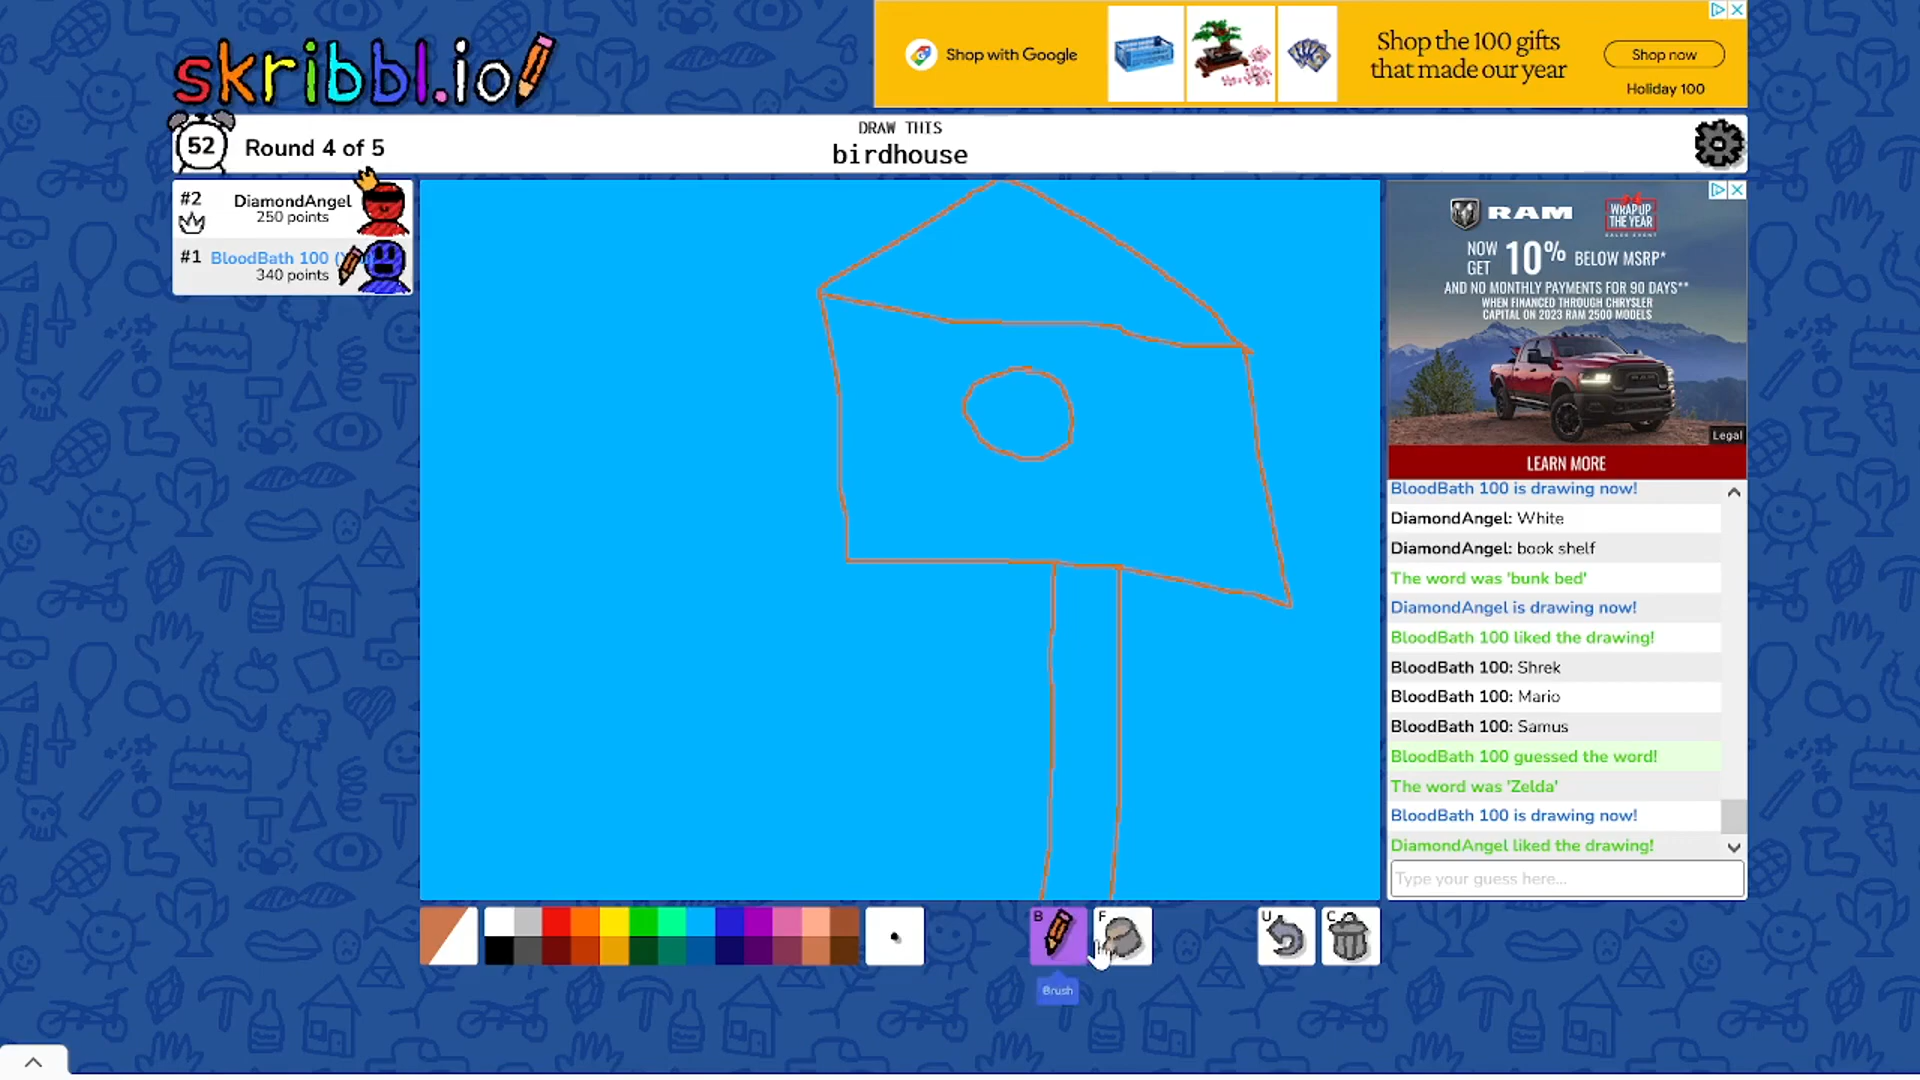 skribbl.io
Shop with Google
Shop the 100 gifts
that made our year
Shop now
Holiday 100
52
Round 4 of 5
DRAW THIS
birdhouse
#2
DiamondAngel
250 points
#1
BloodBath 100 (
340 points
RAM
WRAP UP
THE YEAR
SALES EVENT
NOW
GET
10%
BELOW MSRP*
AND NO MONTHLY PAYMENTS FOR 90 DAYS**
WHEN FINANCED THROUGH CHRYSLER
CAPITAL ON 2023 RAM 2500 MODELS
Legal
LEARN MORE
BloodBath 100 is drawing now!
DiamondAngel: White
DiamondAngel: book shelf
The word was 'bunk bed'
DiamondAngel is drawing now!
BloodBath 100 liked the drawing!
BloodBath 100: Shrek
BloodBath 100: Mario
BloodBath 100: Samus
BloodBath 100 guessed the word!
The word was 'Zelda'
BloodBath 100 is drawing now!
DiamondAngel liked the drawing!
Type your guess here...
B
F
U
C
Brush